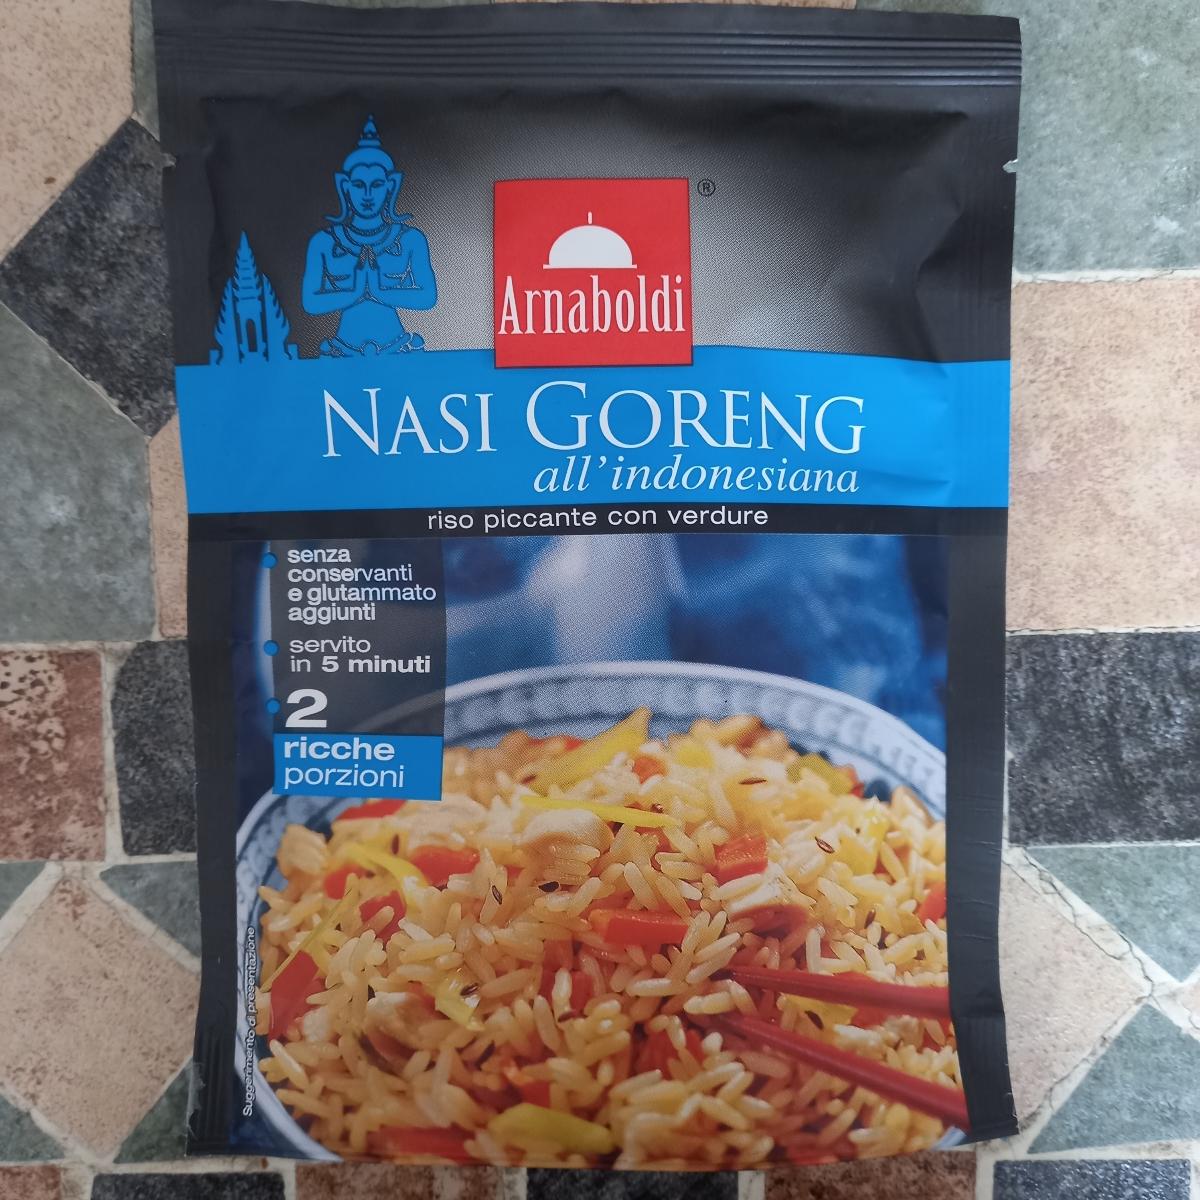 Arnaboldi
®
NASI GORENG
all'indonesiana
riso piccante con verdure
senza
conservanti
e glutammato
aggiunti
servito
in 5 minuti
2
ricche
porzioni
Suggerimento di presentazione